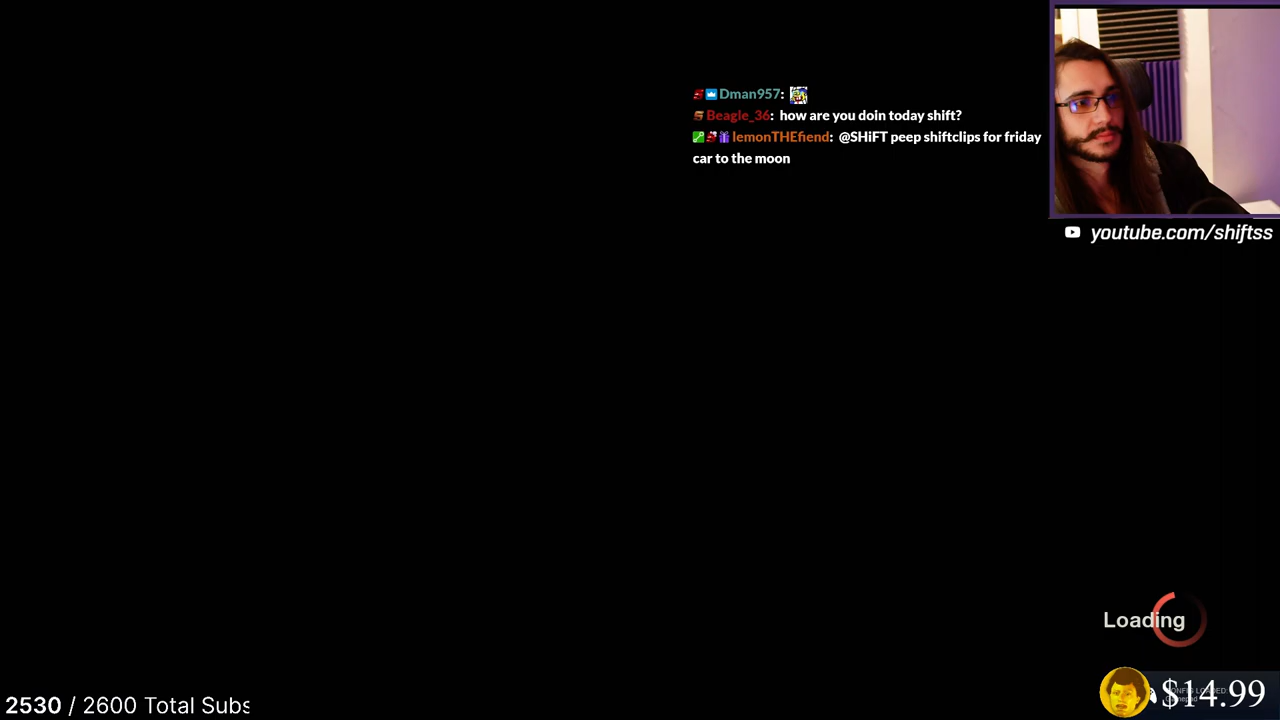 Dman957:
Beagle_36: how are you doin today shift?
lemonTHEfiend: @SHiFT peep shiftclips for friday
car to the moon
youtube.com/shiftss
Loading
$14.99
2530 / 2600 Total Subs